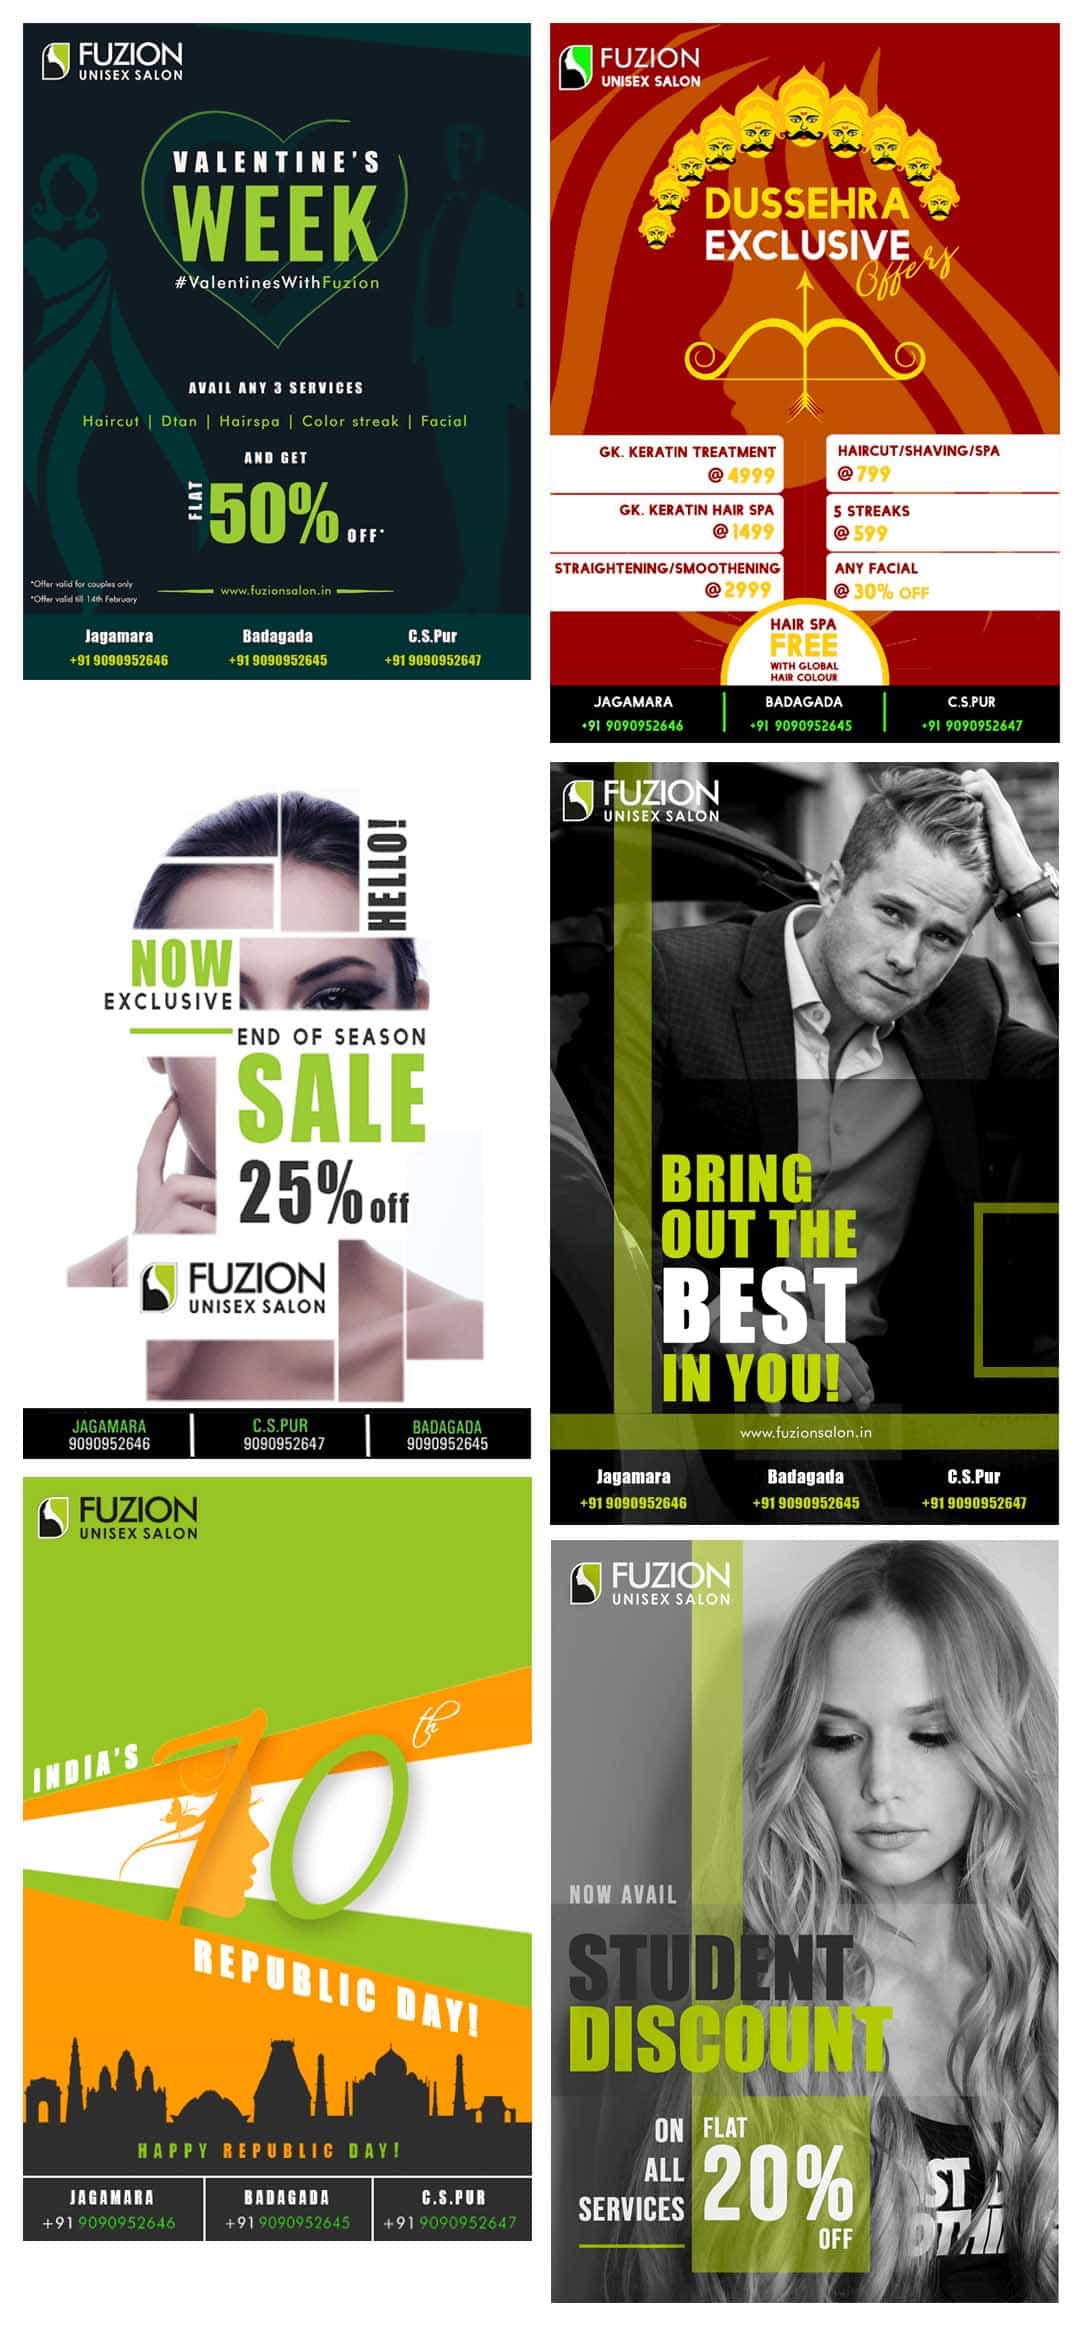 FUZION
UNISEX SALON
VALENTINE'S
WEEK
#ValentinesWithFuzion
AVAIL ANY 3 SERVICES
Haircut | Dtan | Hairspa | Color streak | Facial
AND GET
FLAT
50% OFF*
*Offer valid for couples only
*Offer valid till 14th February
www.fuzionsalon.in
Jagamara Badagada C.S.Pur
+91 9090952646 +91 9090952645 +91 9090952647
FUZION
UNISEX SALON
DUSSEHRA
EXCLUSIVE
Offers
GK. KERATIN TREATMENT
@ 4999
HAIRCUT/SHAVING/SPA
@ 799
GK. KERATIN HAIR SPA
@ 1499
5 STREAKS
@ 599
STRAIGHTENING/SMOOTHENING
@ 2999
ANY FACIAL
@ 30% OFF
HAIR SPA
FREE
WITH GLOBAL
HAIR COLOUR
JAGAMARA BADAGADA C.S.PUR
+91 9090952646 +91 9090952645 +91 9090952647
HELLO!
NOW
EXCLUSIVE
END OF SEASON
SALE
25% off
FUZION
UNISEX SALON
JAGAMARA C.S.PUR BADAGADA
9090952646 9090952647 9090952645
FUZION
UNISEX SALON
BRING
OUT THE
BEST
IN YOU!
www.fuzionsalon.in
Jagamara Badagada C.S.Pur
+91 9090952646 +91 9090952645 +91 9090952647
FUZION
UNISEX SALON
INDIA'S
70th
REPUBLIC DAY!
HAPPY REPUBLIC DAY!
JAGAMARA BADAGADA C.S.PUR
+91 9090952646 +91 9090952645 +91 9090952647
FUZION
UNISEX SALON
NOW AVAIL
STUDENT
DISCOUNT
ON
ALL
SERVICES
FLAT
20%
OFF